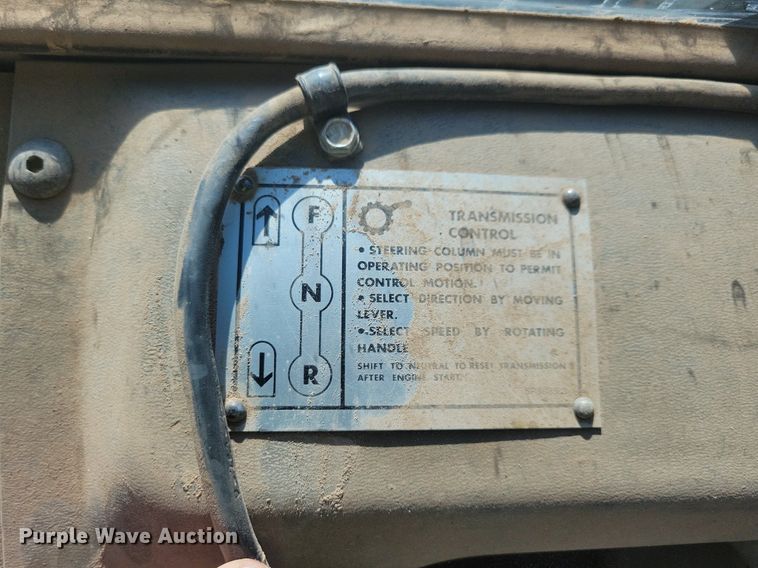 F
N
R
TRANSMISSION
CONTROL
• STEERING COLUMN MUST BE IN
OPERATING POSITION TO PERMIT
CONTROL MOTION.
• SELECT DIRECTION BY MOVING
LEVER.
• SELECT SPEED BY ROTATING
HANDLE
SHIFT TO NEUTRAL TO RESET TRANSMISSION
AFTER ENGINE START.
Purple Wave Auction®